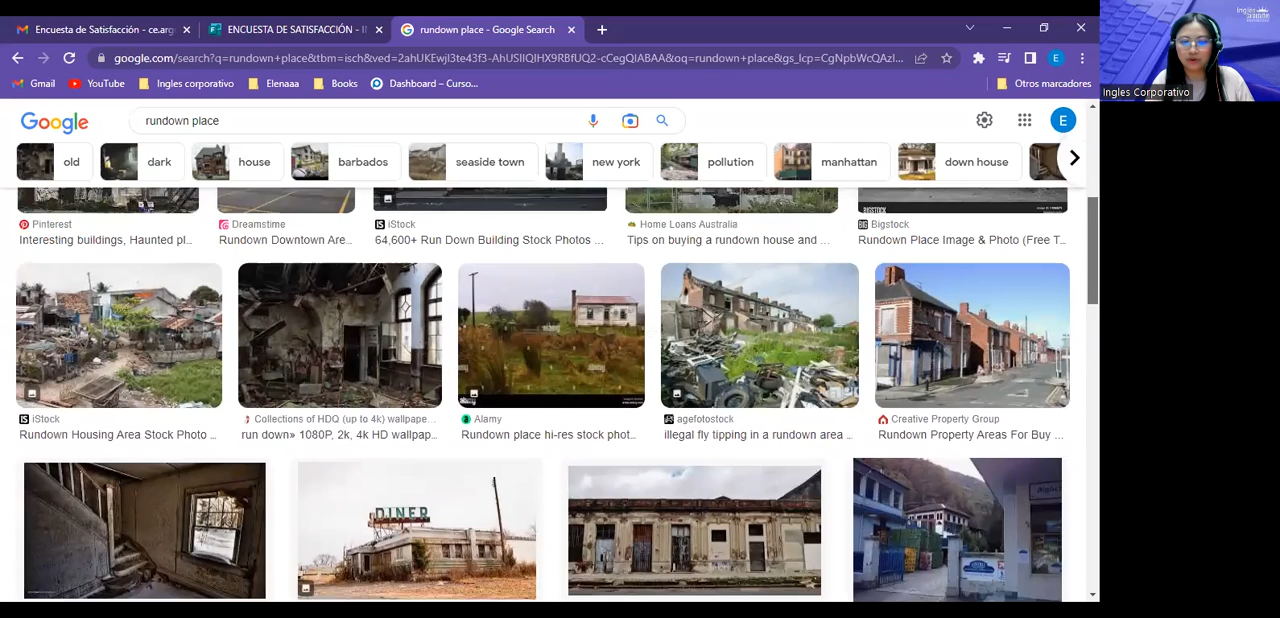 Encuesta de Satisfacción - ce.arg
ENCUESTA DE SATISFACCIÓN - II
rundown place - Google Search
google.com/search?q=rundown+place&tbm=isch&ved=2ahUKEwjI3te43f3-AhUSIIQIHX9RBfUQ2-cCegQIABAA&oq=rundown+place&gs_lcp=CgNpbWcQAzl...
E
Gmail
YouTube
Ingles corporativo
Books
Elenaaa
Dashboard – Curso...
Otros marcadores
Google
rundown place
E
old
dark
house
barbados
seaside town
new york
pollution
manhattan
down house
BIGSTOCK
Pinterest
Dreamstime
iStock
Home Loans Australia
Bigstock
Interesting buildings, Haunted pl...
Rundown Downtown Are...
64,600+ Run Down Building Stock Photos ...
Tips on buying a rundown house and ...
Rundown Place Image & Photo (Free T...
iStock
Collections of HDQ (up to 4k) wallpape...
Alamy
agefotostock
Creative Property Group
Rundown Housing Area Stock Photo ...
run down» 1080P, 2k, 4k HD wallpap...
Rundown place hi-res stock phot...
illegal fly tipping in a rundown area ...
Rundown Property Areas For Buy ...
DINER
Ingles
Ingles Corporativo